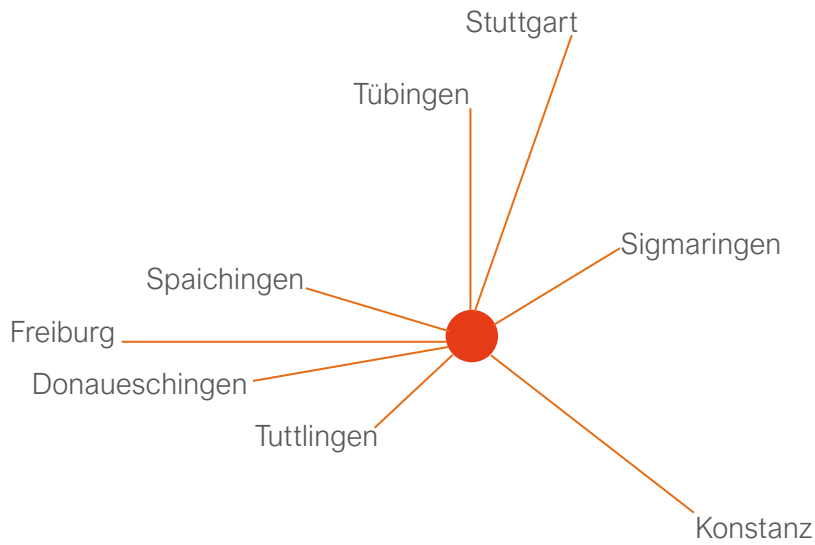 Stuttgart
Tübingen
Sigmaringen
Spaichingen
Freiburg
Donaueschingen
Tuttlingen
Konstanz